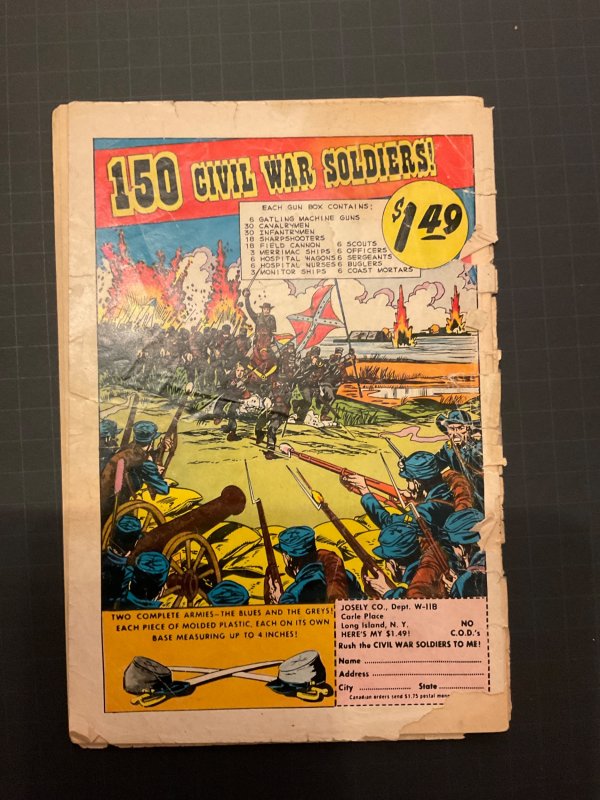 150 CIVIL WAR SOLDIERS!
$1.49
EACH GUN BOX CONTAINS:
6 GATLING MACHINE GUNS
30 CAVALRYMEN
30 INFANTRYMEN
18 SHARPSHOOTERS
18 FIELD CANNON 6 SCOUTS
3 MERRIMAC SHIPS 6 OFFICERS
6 HOSPITAL WAGONS 6 SERGEANTS
6 HOSPITAL NURSES 6 BUGLERS
3 MONITOR SHIPS 6 COAST MORTARS
TWO COMPLETE ARMIES—THE BLUES AND THE GREYS!
EACH PIECE OF MOLDED PLASTIC, EACH ON ITS OWN
BASE MEASURING UP TO 4 INCHES!
JOSELY CO., Dept. W-11B
Carle Place
Long Island, N. Y. NO
HERE'S MY $1.49! C.O.D.'s
Rush the CIVIL WAR SOLDIERS TO ME!
Name
Address
City State
Canadian orders send $1.75 postal